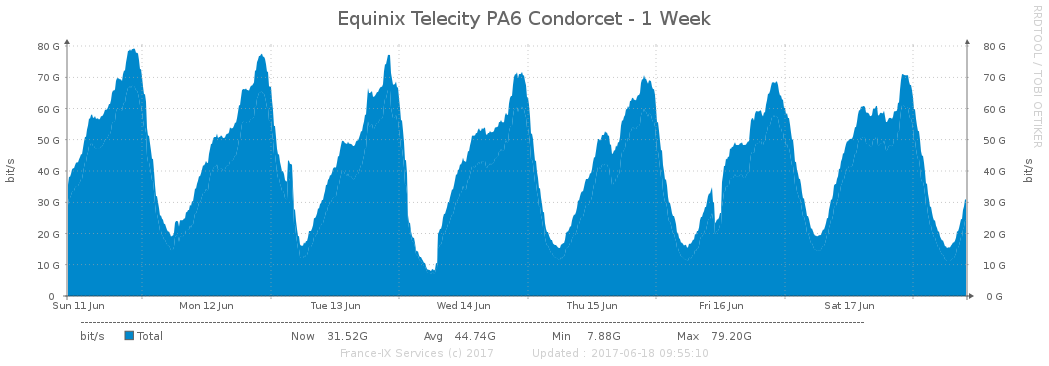 Equinix Telecity PA6 Condorcet - 1 Week
RRDTOOL / TOBI OETIKER
80 G 80 G
70 G 70 G
60 G 60 G
50 G 50 G
40 G 40 G
30 G 30 G
20 G 20 G
10 G 10 G
0 0 G
bit/s bit/s
Sun 11 Jun Mon 12 Jun Tue 13 Jun Wed 14 Jun Thu 15 Jun Fri 16 Jun Sat 17 Jun
bit/s Total Now 31.52G Avg 44.74G Min 7.88G Max 79.20G
France-IX Services (c) 2017 Updated : 2017-06-18 09:55:10